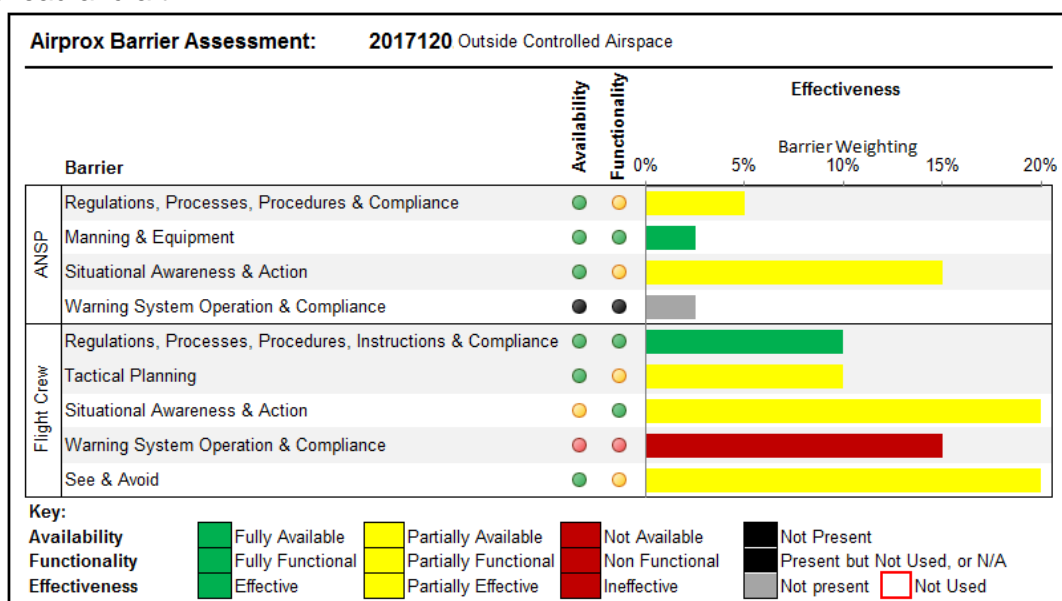 Airprox Barrier Assessment: 2017120 Outside Controlled Airspace
Availability
Functionality
Effectiveness
Barrier Weighting
Barrier
0% 5% 10% 15% 20%
ANSP
Regulations, Processes, Procedures & Compliance
Manning & Equipment
Situational Awareness & Action
Warning System Operation & Compliance
Flight Crew
Regulations, Processes, Procedures, Instructions & Compliance
Tactical Planning
Situational Awareness & Action
Warning System Operation & Compliance
See & Avoid
Key:
Availability Fully Available Partially Available Not Available Not Present
Functionality Fully Functional Partially Functional Non Functional Present but Not Used, or N/A
Effectiveness Effective Partially Effective Ineffective Not present Not Used